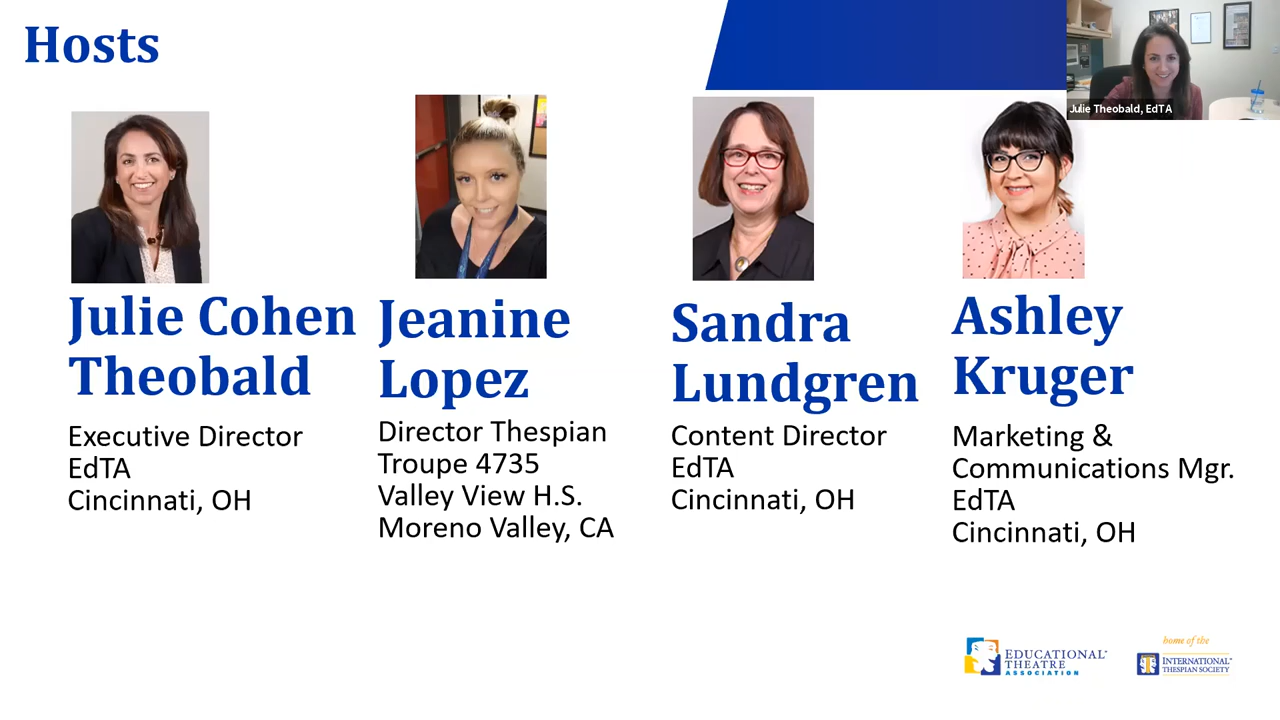 Hosts
Julie Theobald, EdTA
Julie Cohen
Theobald
Executive Director
EdTA
Cincinnati, OH
Jeanine
Lopez
Director Thespian
Troupe 4735
Valley View H.S.
Moreno Valley, CA
Sandra
Lundgren
Content Director
EdTA
Cincinnati, OH
Ashley
Kruger
Marketing &
Communications Mgr.
EdTA
Cincinnati, OH
EDUCATIONAL
THEATRE
ASSOCIATION
home of the
INTERNATIONAL
THESPIAN SOCIETY